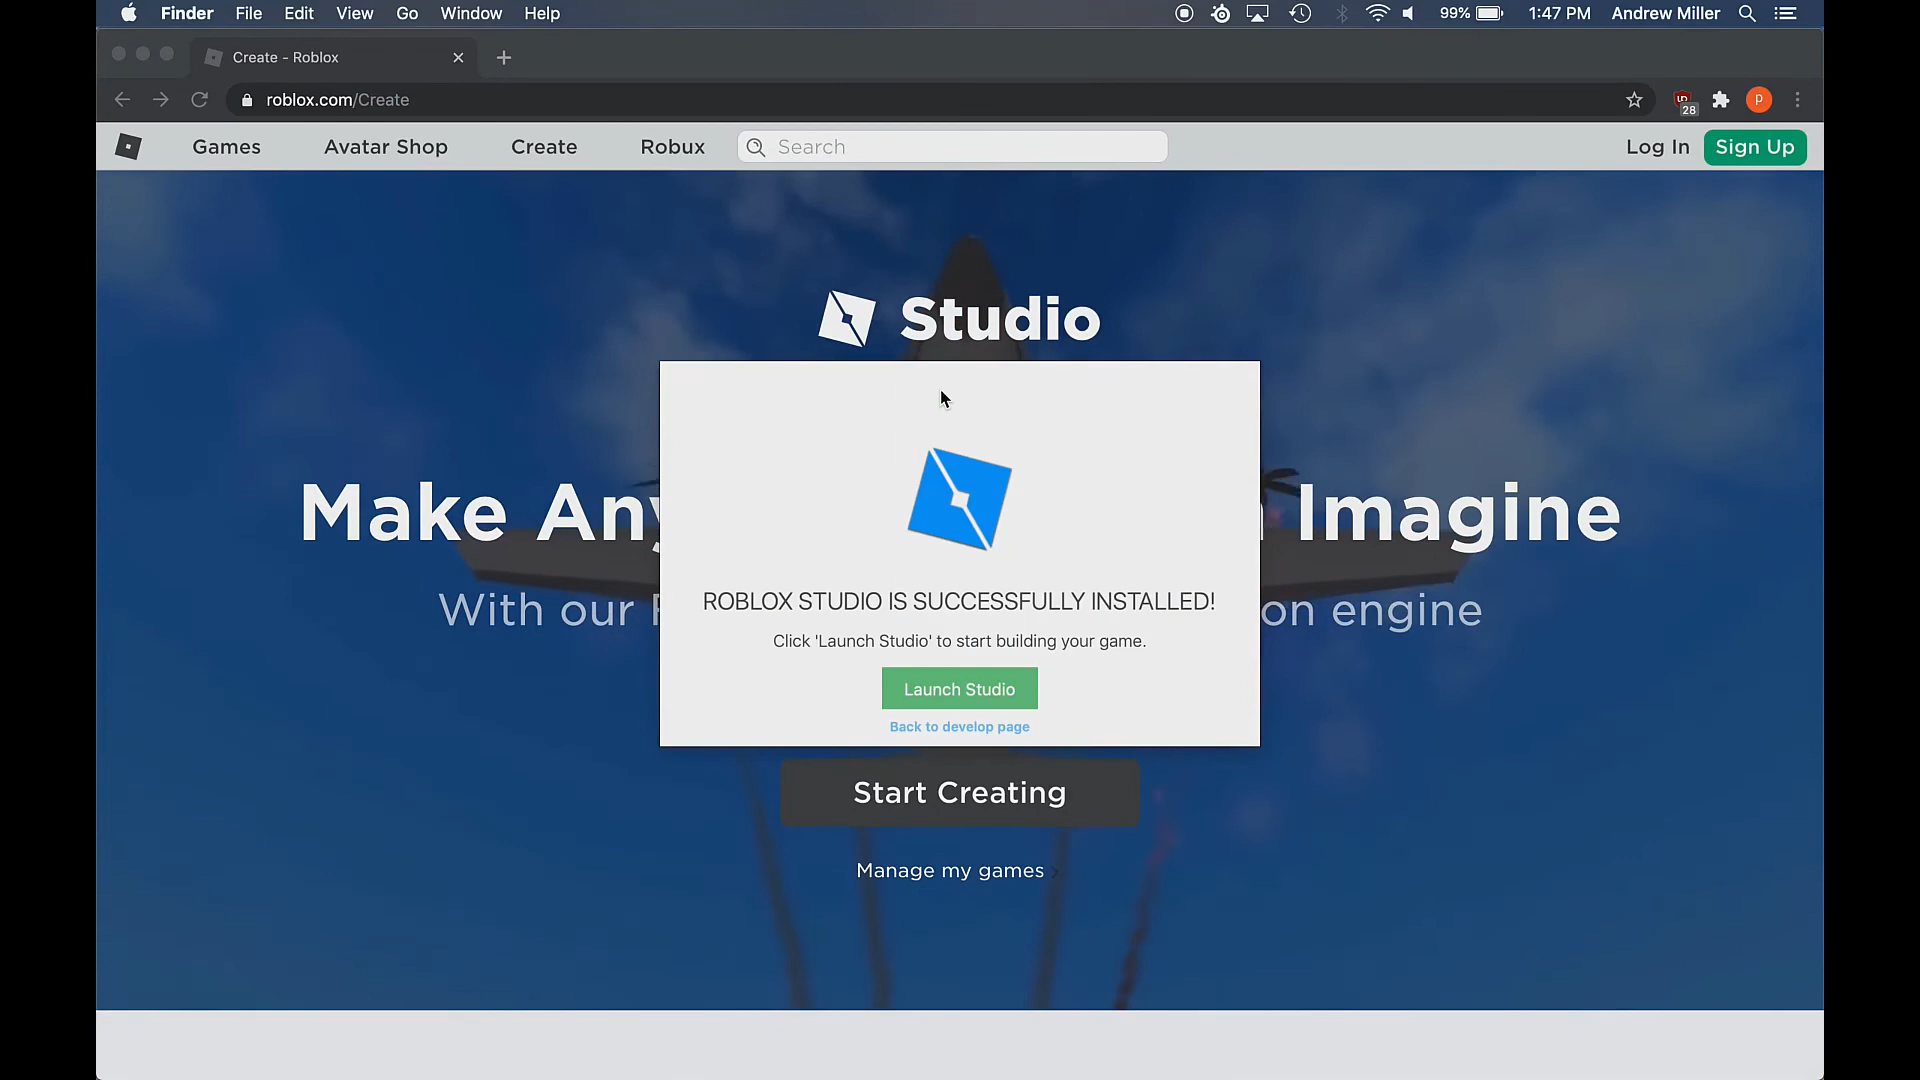 Finder File Edit View Go Window Help 99% 1:47 PM Andrew Miller
Create - Roblox
roblox.com/Create
28
P
Games Avatar Shop Create Robux Search Log In Sign Up
Studio
Make Any Imagine
With our on engine
ROBLOX STUDIO IS SUCCESSFULLY INSTALLED!
Click 'Launch Studio' to start building your game.
Launch Studio
Back to develop page
Start Creating
Manage my games